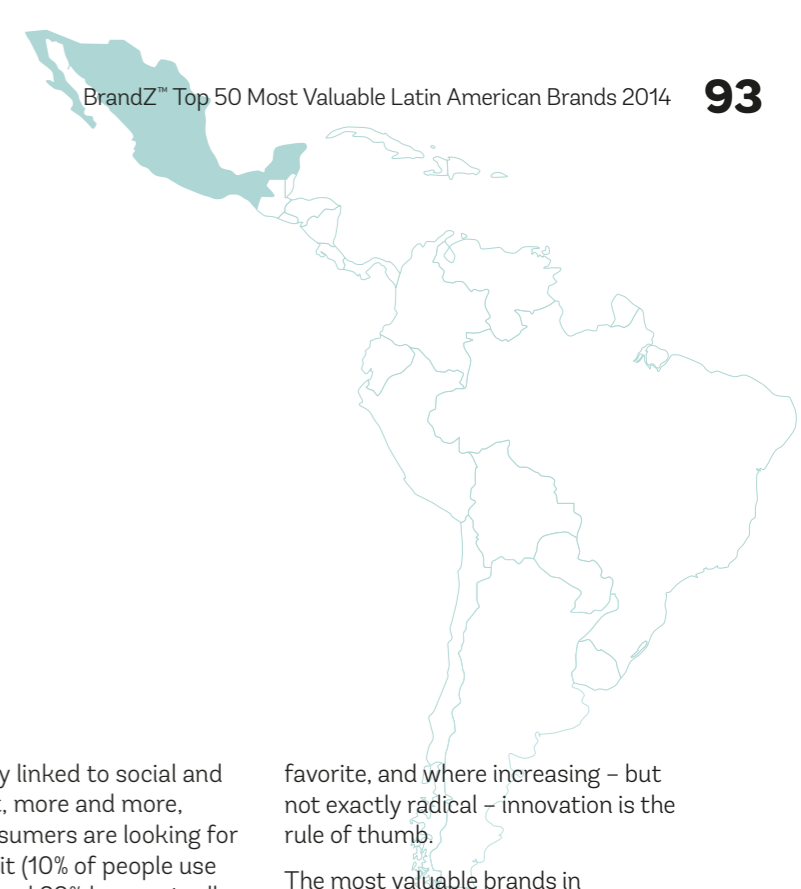 BrandZ™ Top 50 Most Valuable Latin American Brands 2014 93
y linked to social and
, more and more,
sumers are looking for
it (10% of people use
favorite, and where increasing – but
not exactly radical – innovation is the
rule of thumb.
The most valuable brands in